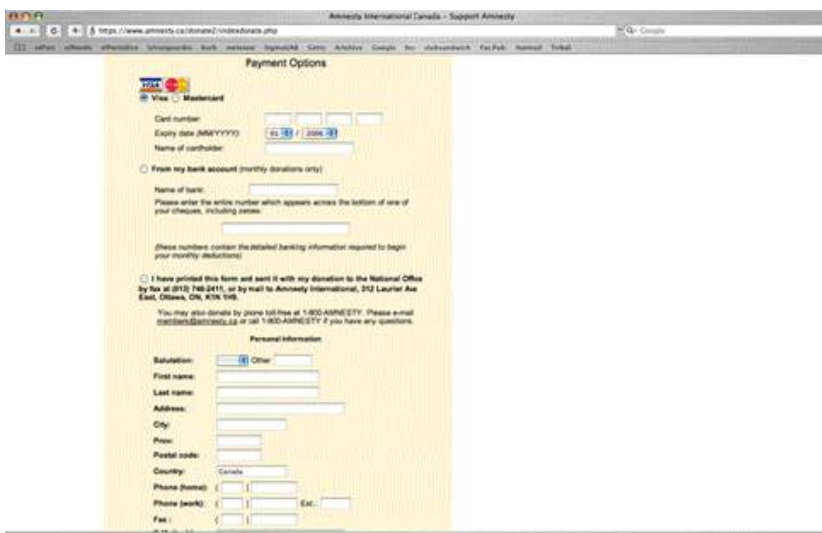 Amnesty International Canada – Support Amnesty
https://www.amnesty.ca/donate2/indexdonate.php
Google
Payment Options
VISA
Visa Mastercard
Card number:
Expiry date (MM/YYYY): 01 / 2006
Name of cardholder:
From my bank account (monthly donations only)
Name of bank:
Please enter the entire number which appears across the bottom of one of
your cheques, including zeroes:
(these numbers contain the detailed banking information required to begin
your monthly deductions)
I have printed this form and sent it with my donation to the National Office
by fax at (613) 746-2411, or by mail to Amnesty International, 312 Laurier Ave
East, Ottawa, ON, K1N 1H9.
You may also donate by phone toll-free at 1-800-AMNESTY. Please e-mail
members@amnesty.ca or call 1-800-AMNESTY if you have any questions.
Personal Information
Salutation: Other
First name:
Last name:
Address:
City:
Prov:
Postal code:
Country: Canada
Phone (home): ( )
Phone (work): ( ) Ext.:
Fax : ( )